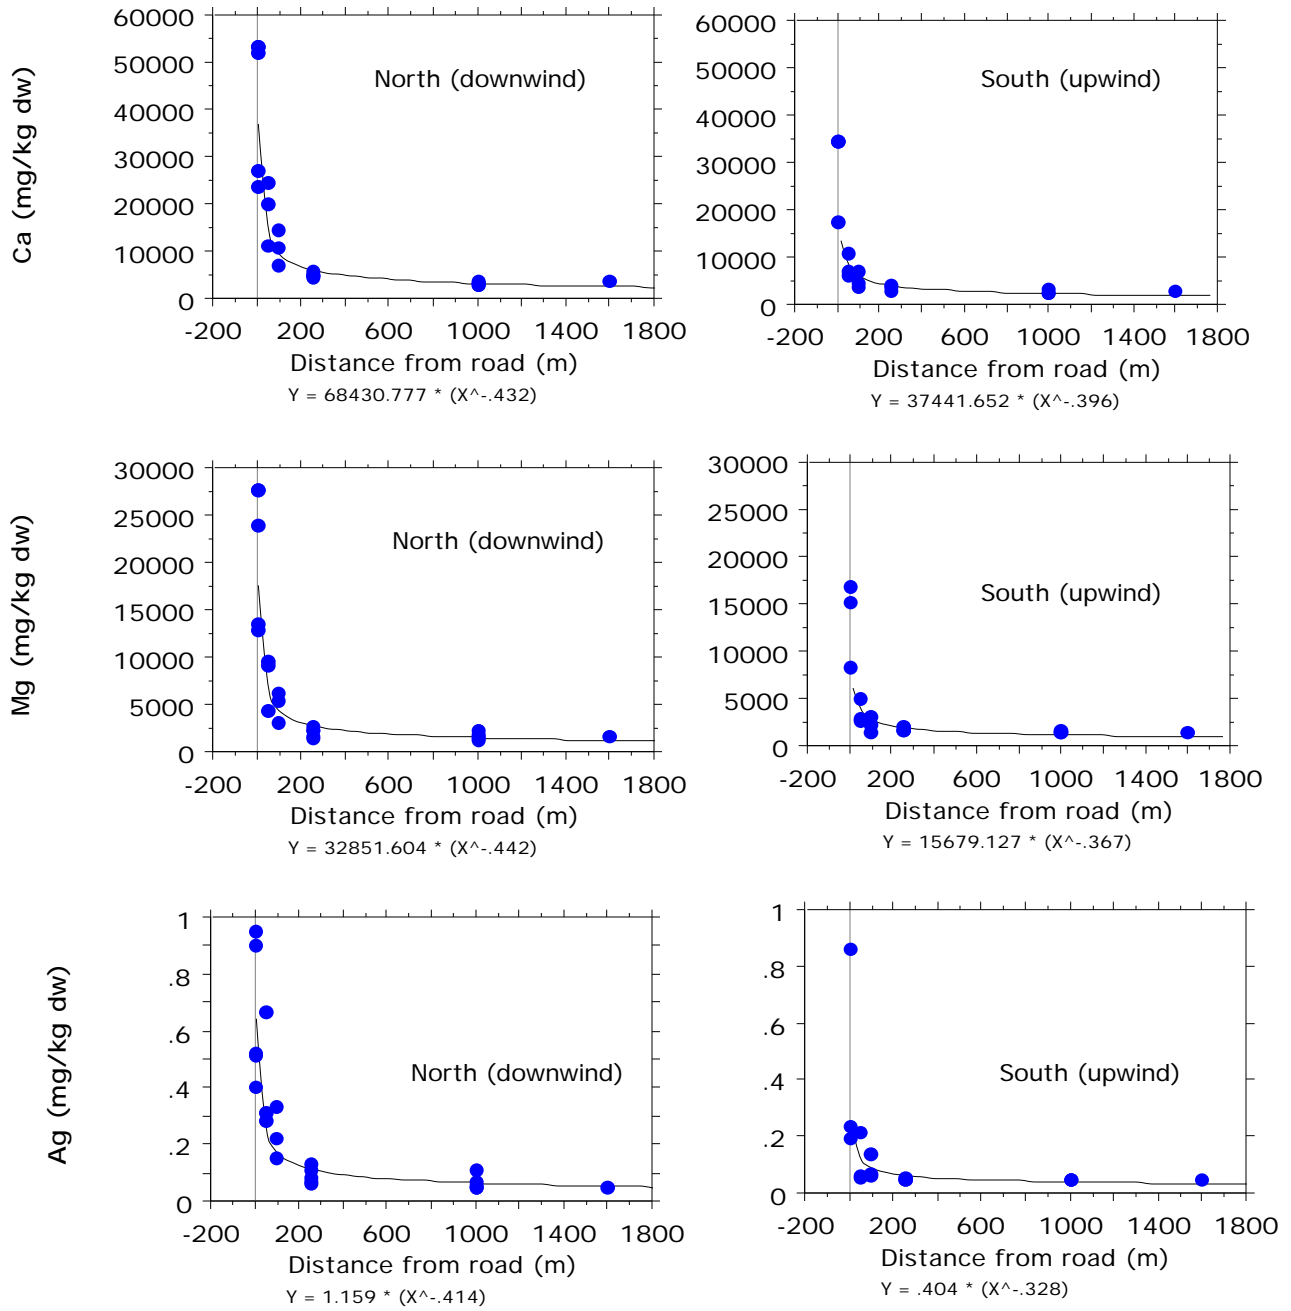 Ca (mg/kg dw)
60000
50000
40000
30000
20000
10000
0
North (downwind)
-200 200 600 1000 1400 1800
Distance from road (m)
Y = 68430.777 * (X^-.432)
60000
50000
40000
30000
20000
10000
0
South (upwind)
-200 200 600 1000 1400 1800
Distance from road (m)
Y = 37441.652 * (X^-.396)
Mg (mg/kg dw)
30000
25000
20000
15000
10000
5000
0
North (downwind)
-200 200 600 1000 1400 1800
Distance from road (m)
Y = 32851.604 * (X^-.442)
30000
25000
20000
15000
10000
5000
0
South (upwind)
-200 200 600 1000 1400 1800
Distance from road (m)
Y = 15679.127 * (X^-.367)
Ag (mg/kg dw)
1
.8
.6
.4
.2
0
North (downwind)
-200 200 600 1000 1400 1800
Distance from road (m)
Y = 1.159 * (X^-.414)
1
.8
.6
.4
.2
0
South (upwind)
-200 200 600 1000 1400 1800
Distance from road (m)
Y = .404 * (X^-.328)